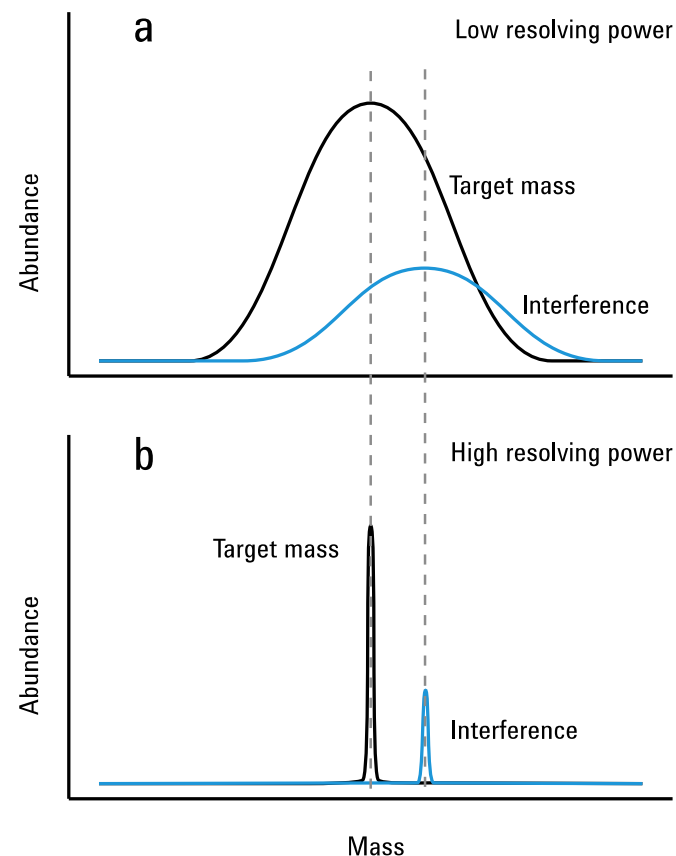 a
Low resolving power
Target mass
Interference
Abundance
b
High resolving power
Target mass
Interference
Abundance
Mass